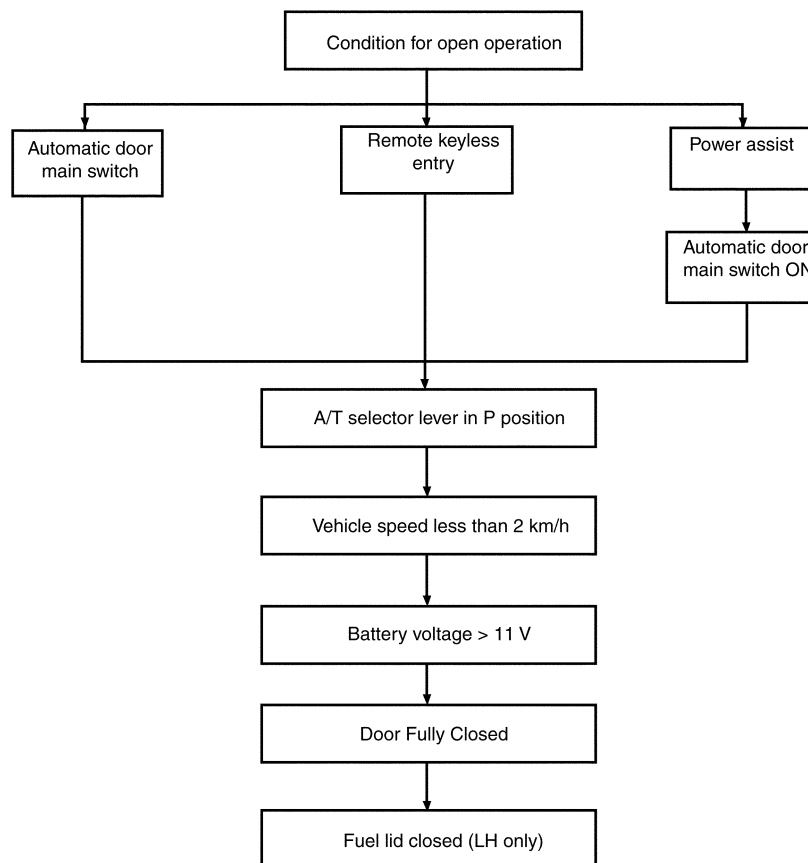 Condition for open operation
Automatic door
main switch
Remote keyless
entry
Power assist
Automatic door
main switch ON
A/T selector lever in P position
Vehicle speed less than 2 km/h
Battery voltage > 11 V
Door Fully Closed
Fuel lid closed (LH only)